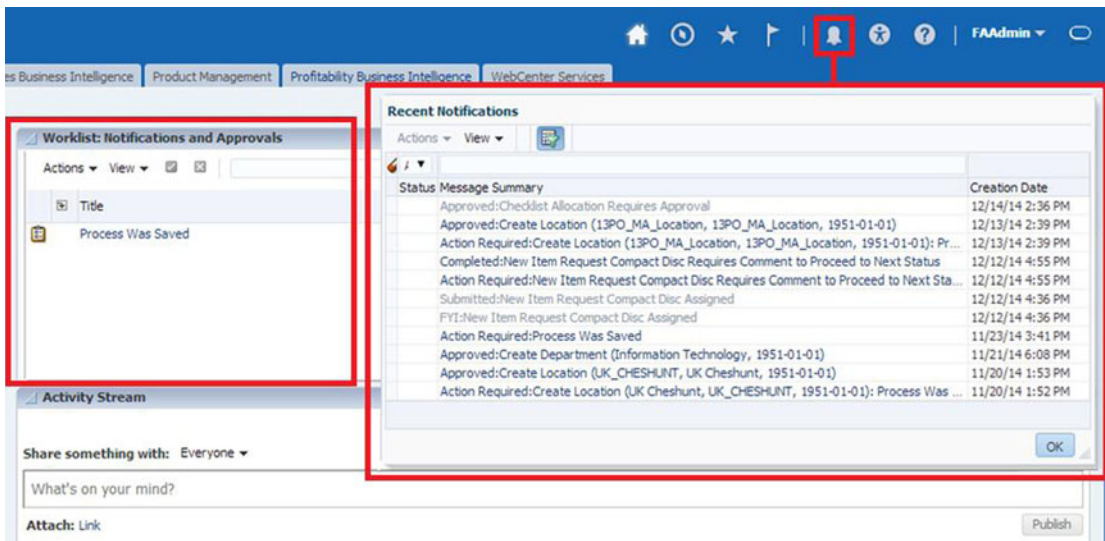 FAAdmin
es Business Intelligence Product Management Profitability Business Intelligence WebCenter Services
Worklist: Notifications and Approvals
Actions View
Title
Process Was Saved
Recent Notifications
Actions View
Status Message Summary Creation Date
Approved:Checklist Allocation Requires Approval 12/14/14 2:36 PM
Approved:Create Location (13PO_MA_Location, 13PO_MA_Location, 1951-01-01) 12/13/14 2:39 PM
Action Required:Create Location (13PO_MA_Location, 13PO_MA_Location, 1951-01-01): Pr... 12/13/14 2:39 PM
Completed:New Item Request Compact Disc Requires Comment to Proceed to Next Status 12/12/14 4:55 PM
Action Required:New Item Request Compact Disc Requires Comment to Proceed to Next Sta... 12/12/14 4:55 PM
Submitted:New Item Request Compact Disc Assigned 12/12/14 4:36 PM
FYI:New Item Request Compact Disc Assigned 12/12/14 4:36 PM
Action Required:Process Was Saved 11/23/14 3:41 PM
Approved:Create Department (Information Technology, 1951-01-01) 11/21/14 6:08 PM
Approved:Create Location (UK_CHESHUNT, UK Cheshunt, 1951-01-01) 11/20/14 1:53 PM
Action Required:Create Location (UK Cheshunt, UK_CHESHUNT, 1951-01-01): Process Was ... 11/20/14 1:52 PM
OK
Activity Stream
Share something with: Everyone
What's on your mind?
Attach: Link
Publish